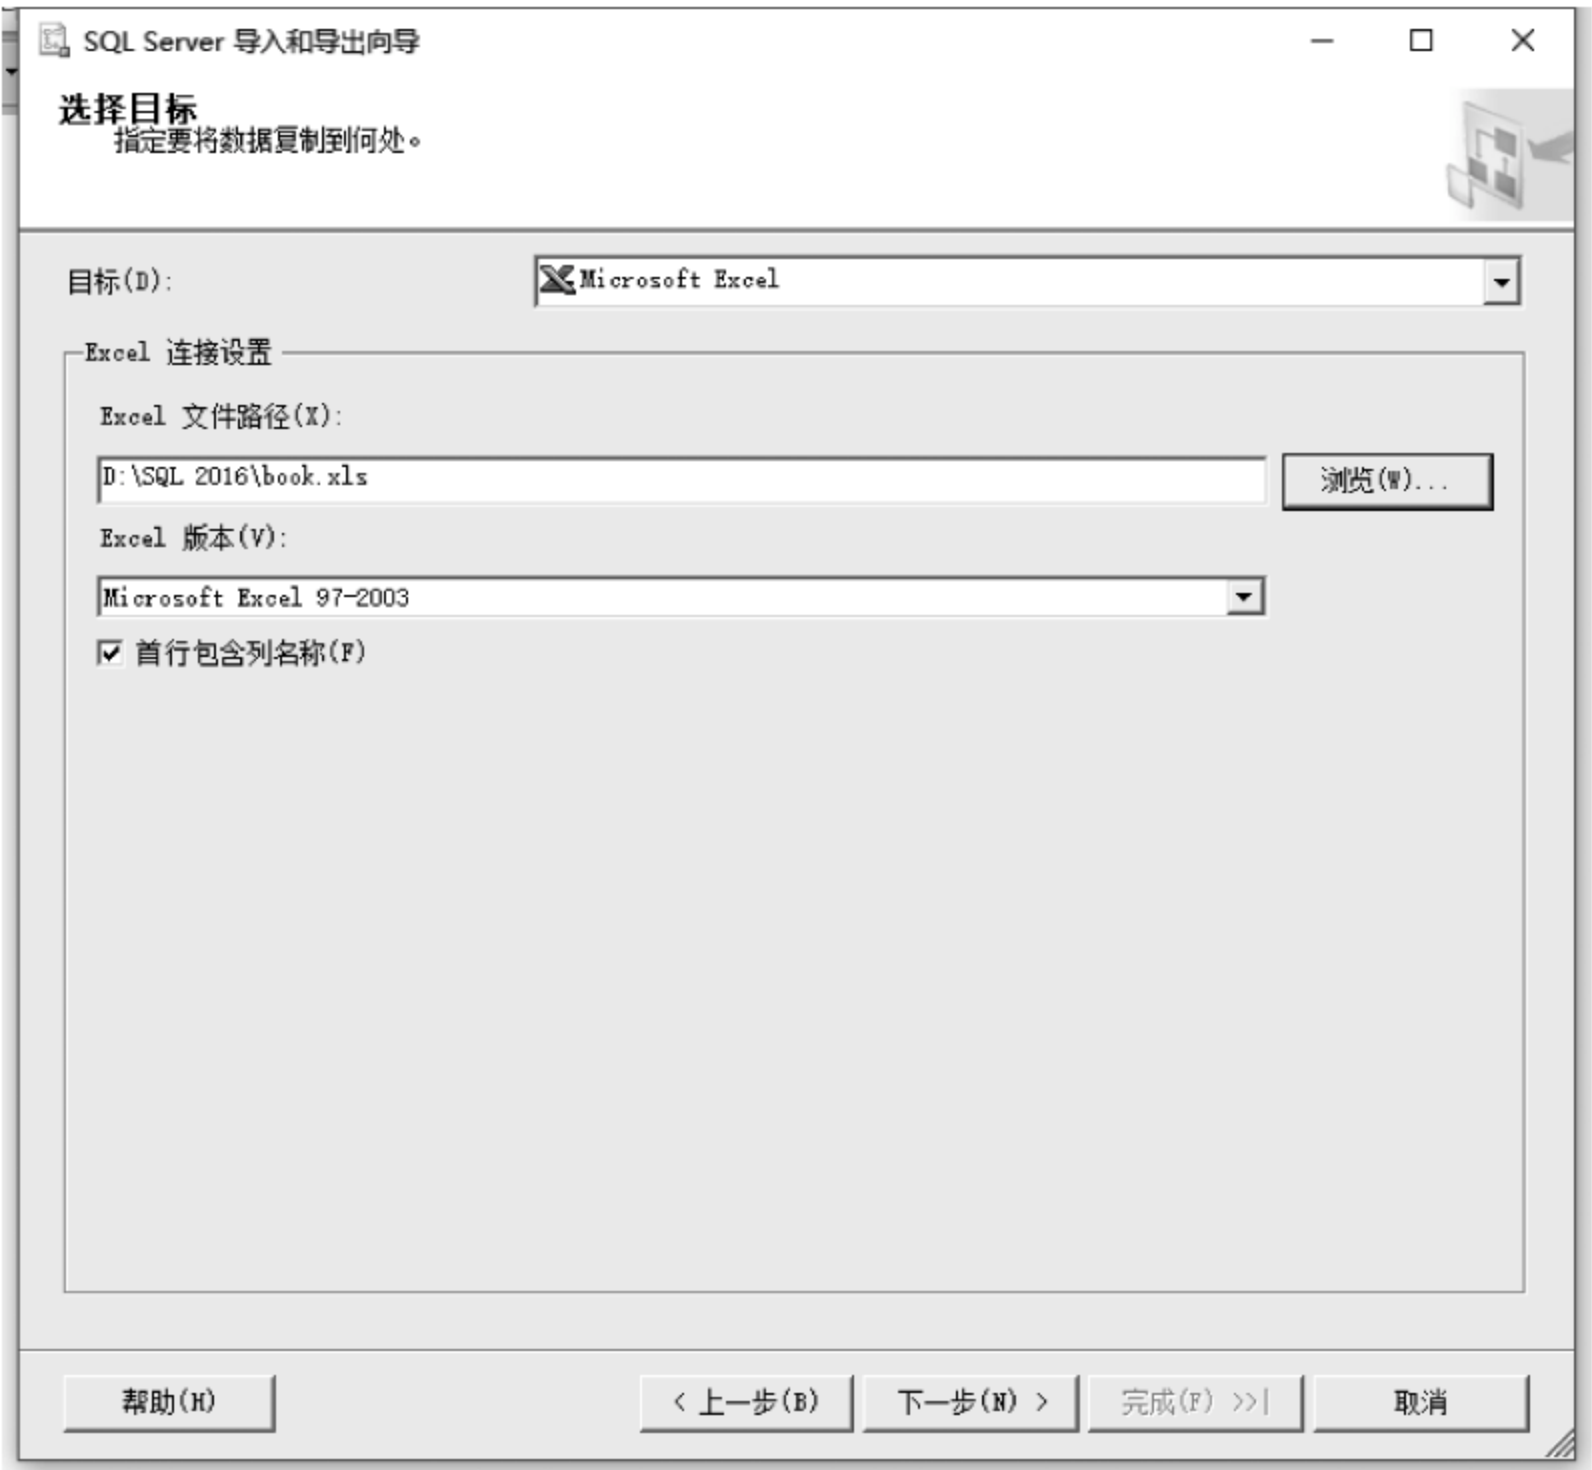 SQL Server 导入和导出向导
选择目标
指定要将数据复制到何处。
目标(D):
Microsoft Excel
Excel 连接设置
Excel 文件路径(X):
D:\SQL 2016\book.xls
浏览(W)...
Excel 版本(V):
Microsoft Excel 97-2003
首行包含列名称(F)
帮助(H)
< 上一步(B)
下一步(N) >
完成(F) >>|
取消